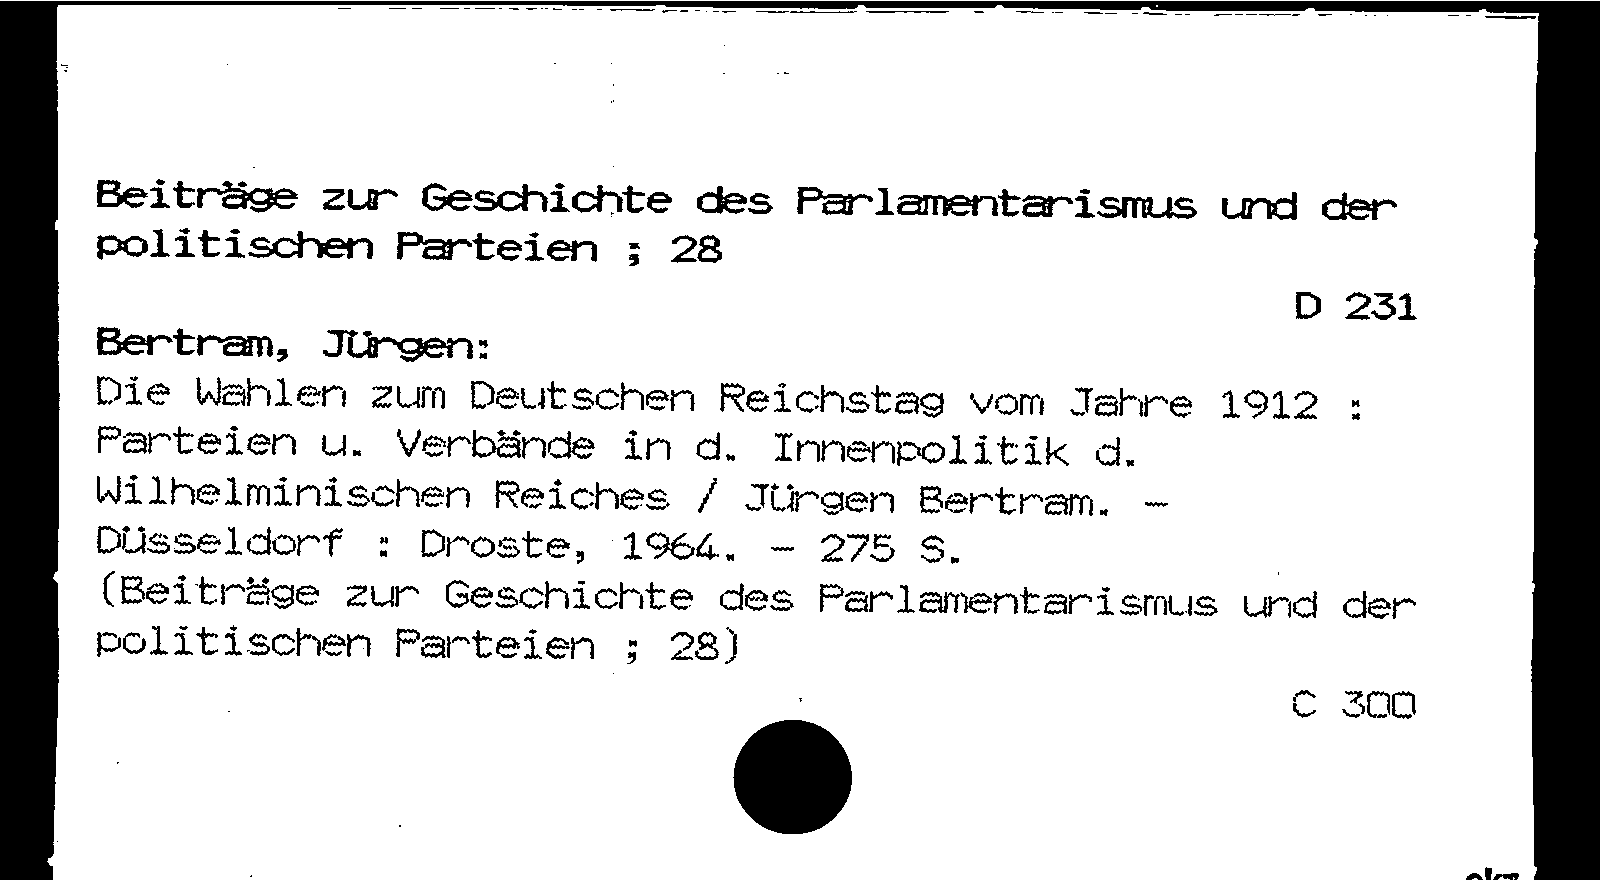 Beiträge zur Geschichte des Parlamentarismus und der
politischen Parteien ; 28
D 231
Bertram, Jürgen:
Die Wahlen zum Deutschen Reichstag vom Jahre 1912 :
Parteien u. Verbände in d. Innenpolitik d.
Wilhelminischen Reiches / Jürgen Bertram. –
Düsseldorf : Droste, 1964. – 275 S.
(Beiträge zur Geschichte des Parlamentarismus und der
politischen Parteien ; 28)
C 300